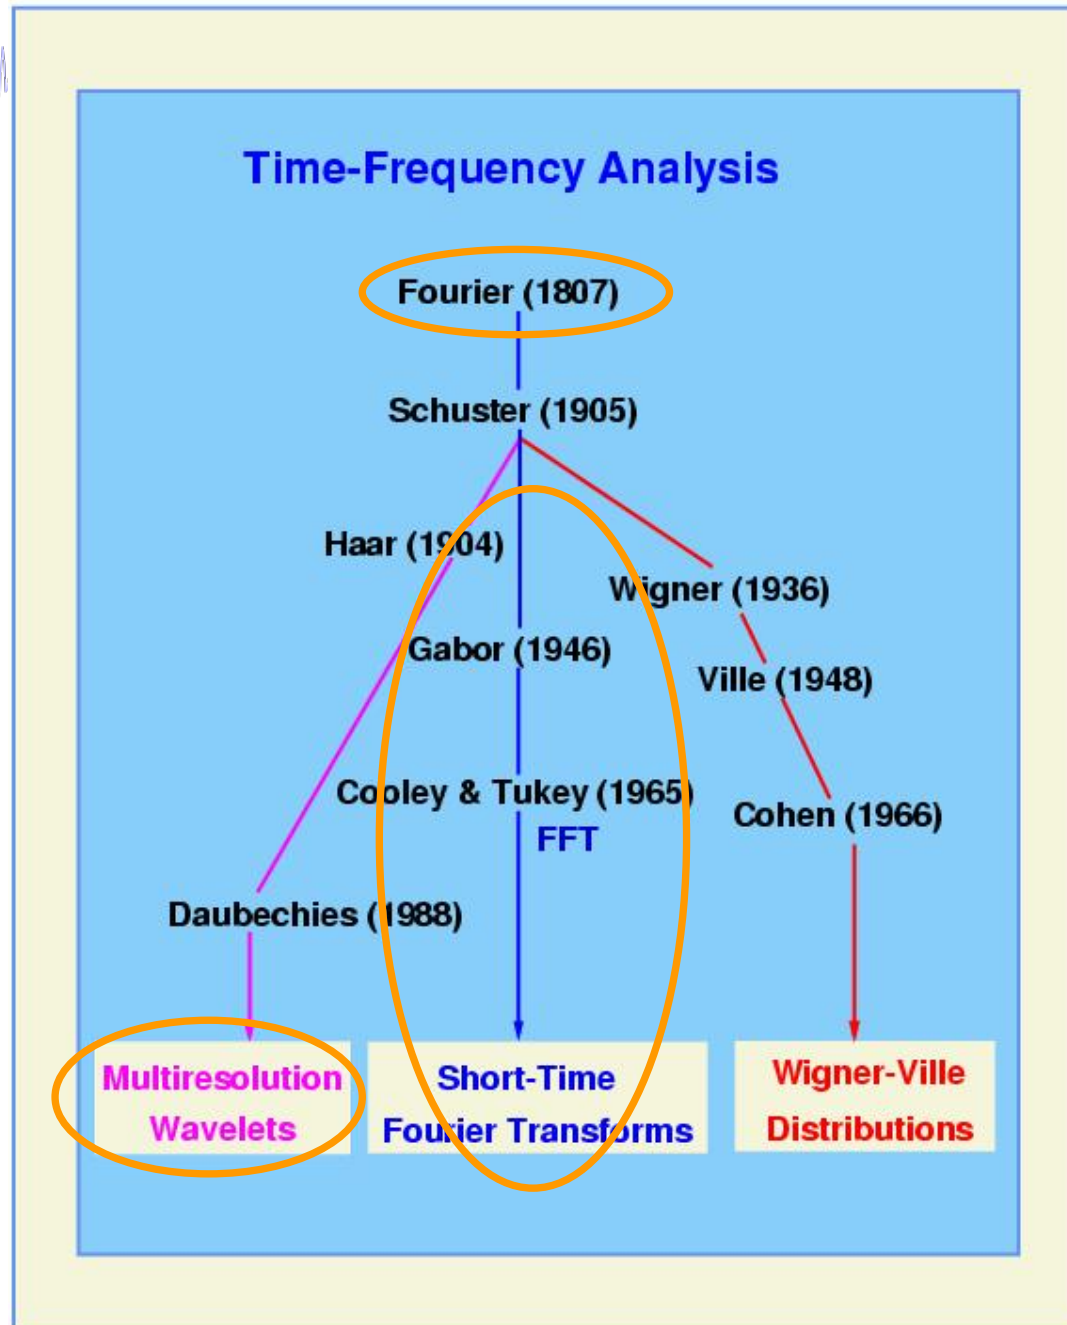 Time-Frequency Analysis
Fourier (1807)
Schuster (1905)
Haar (1904)
Wigner (1936)
Gabor (1946)
Ville (1948)
Cooley & Tukey (1965)
Cohen (1966)
FFT
Daubechies (1988)
Multiresolution
Wavelets
Short-Time
Fourier Transforms
Wigner-Ville
Distributions